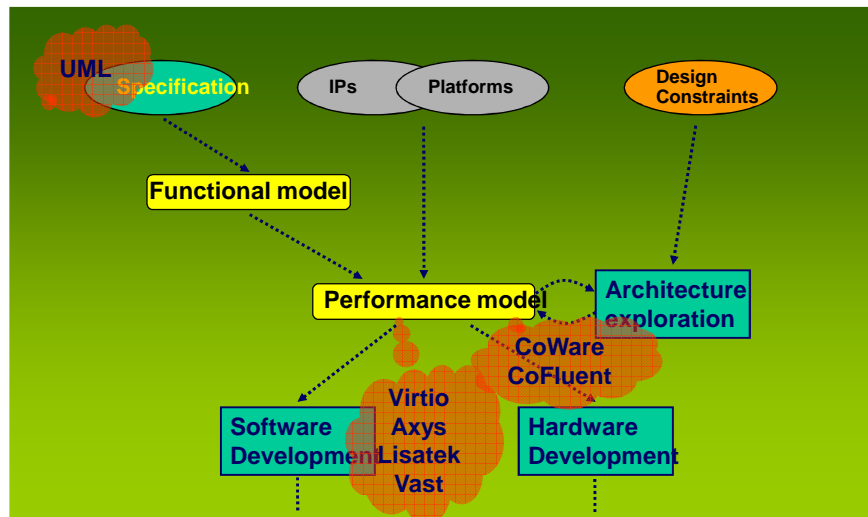 UML
Specification
IPs
Platforms
Design
Constraints
Functional model
Performance model
Architecture
exploration
CoWare
CoFluent
Virtio
Axys
Lisatek
Vast
Software
Development
Hardware
Development